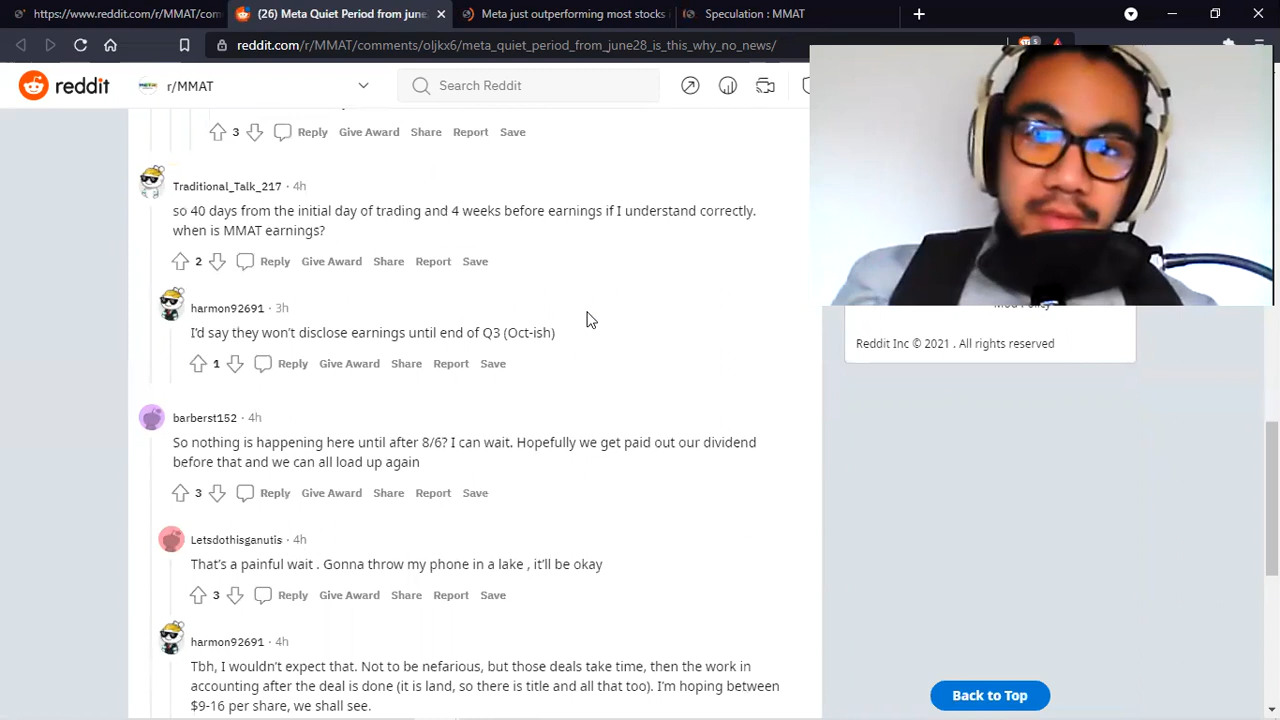 https://www.reddit.com/r/MMAT/com
(26) Meta Quiet Period from june
Meta just outperforming most stocks
Speculation : MMAT
reddit.com/r/MMAT/comments/oljkx6/meta_quiet_period_from_june28_is_this_why_no_news/
reddit
r/MMAT
Search Reddit
3 Reply Give Award Share Report Save
Traditional_Talk_217 · 4h
so 40 days from the initial day of trading and 4 weeks before earnings if I understand correctly.
when is MMAT earnings?
2 Reply Give Award Share Report Save
harmon92691 · 3h
I'd say they won't disclose earnings until end of Q3 (Oct-ish)
1 Reply Give Award Share Report Save
Reddit Inc © 2021 . All rights reserved
barberst152 · 4h
So nothing is happening here until after 8/6? I can wait. Hopefully we get paid out our dividend
before that and we can all load up again
3 Reply Give Award Share Report Save
Letsdothisganutis · 4h
That's a painful wait . Gonna throw my phone in a lake , it'll be okay
3 Reply Give Award Share Report Save
harmon92691 · 4h
Tbh, I wouldn't expect that. Not to be nefarious, but those deals take time, then the work in
accounting after the deal is done (it is land, so there is title and all that too). I'm hoping between
$9-16 per share, we shall see.
Back to Top